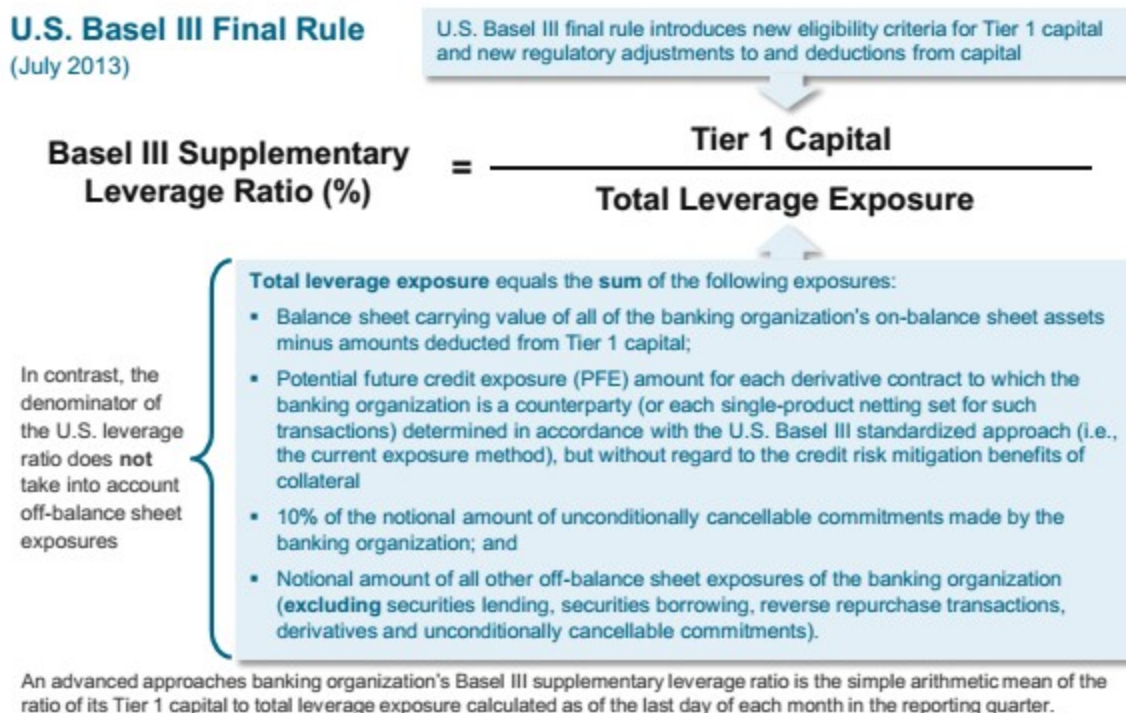 U.S. Basel III Final Rule
(July 2013)
U.S. Basel III final rule introduces new eligibility criteria for Tier 1 capital
and new regulatory adjustments to and deductions from capital
Basel III Supplementary
Leverage Ratio (%)
=
Tier 1 Capital
Total Leverage Exposure
In contrast, the
denominator of
the U.S. leverage
ratio does not
take into account
off-balance sheet
exposures
Total leverage exposure equals the sum of the following exposures:
▪ Balance sheet carrying value of all of the banking organization's on-balance sheet assets
minus amounts deducted from Tier 1 capital;
▪ Potential future credit exposure (PFE) amount for each derivative contract to which the
banking organization is a counterparty (or each single-product netting set for such
transactions) determined in accordance with the U.S. Basel III standardized approach (i.e.,
the current exposure method), but without regard to the credit risk mitigation benefits of
collateral
▪ 10% of the notional amount of unconditionally cancellable commitments made by the
banking organization; and
▪ Notional amount of all other off-balance sheet exposures of the banking organization
(excluding securities lending, securities borrowing, reverse repurchase transactions,
derivatives and unconditionally cancellable commitments).
An advanced approaches banking organization's Basel III supplementary leverage ratio is the simple arithmetic mean of the
ratio of its Tier 1 capital to total leverage exposure calculated as of the last day of each month in the reporting quarter.